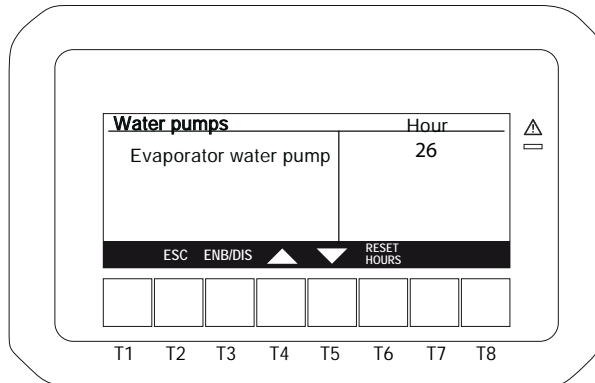 Water pumps Hour
Evaporator water pump 26
ESC ENB/DIS RESET
HOURS
T1 T2 T3 T4 T5 T6 T7 T8